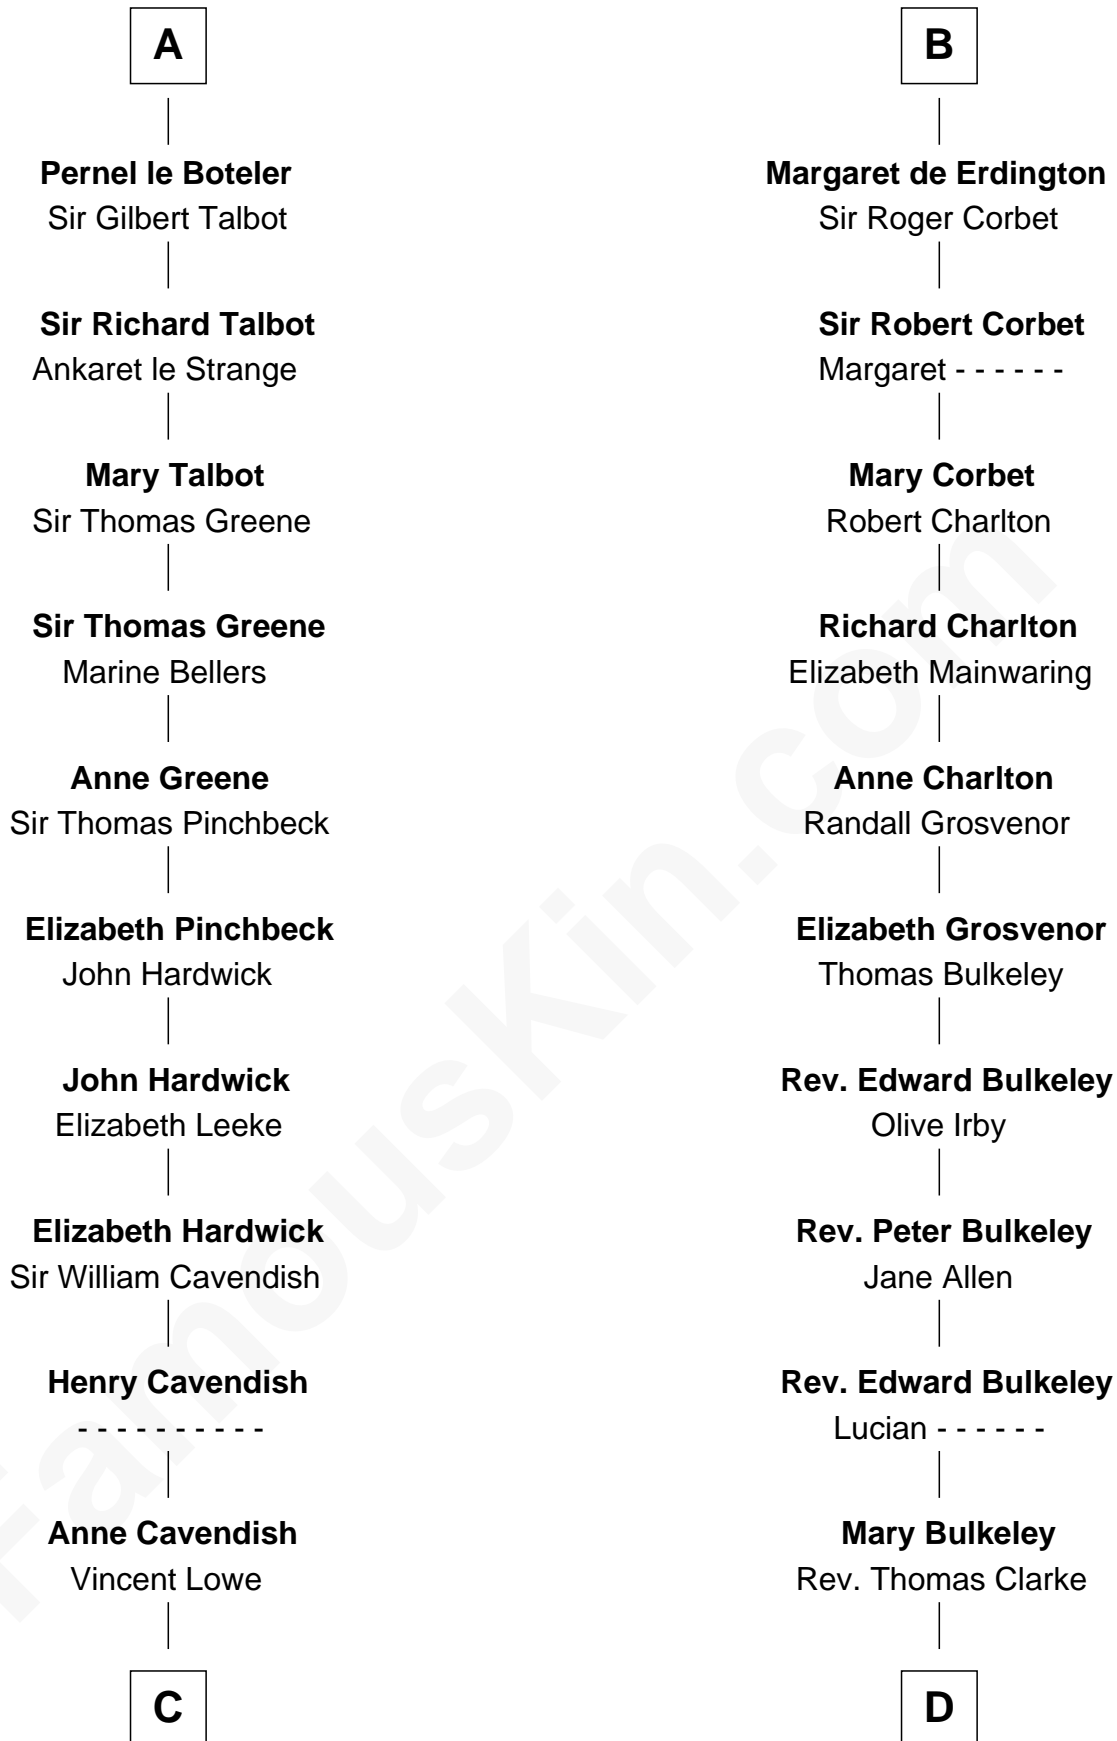 A
Pernel le Boteler
Sir Gilbert Talbot
Sir Richard Talbot
Ankaret le Strange
Mary Talbot
Sir Thomas Greene
Sir Thomas Greene
Marine Bellers
Anne Greene
Sir Thomas Pinchbeck
Elizabeth Pinchbeck
John Hardwick
John Hardwick
Elizabeth Leeke
Elizabeth Hardwick
Sir William Cavendish
Henry Cavendish
- - - - - - - - - -
Anne Cavendish
Vincent Lowe
C
B
Margaret de Erdington
Sir Roger Corbet
Sir Robert Corbet
Margaret - - - - - -
Mary Corbet
Robert Charlton
Richard Charlton
Elizabeth Mainwaring
Anne Charlton
Randall Grosvenor
Elizabeth Grosvenor
Thomas Bulkeley
Rev. Edward Bulkeley
Olive Irby
Rev. Peter Bulkeley
Jane Allen
Rev. Edward Bulkeley
Lucian - - - - - -
Mary Bulkeley
Rev. Thomas Clarke
D
FamousKin.com